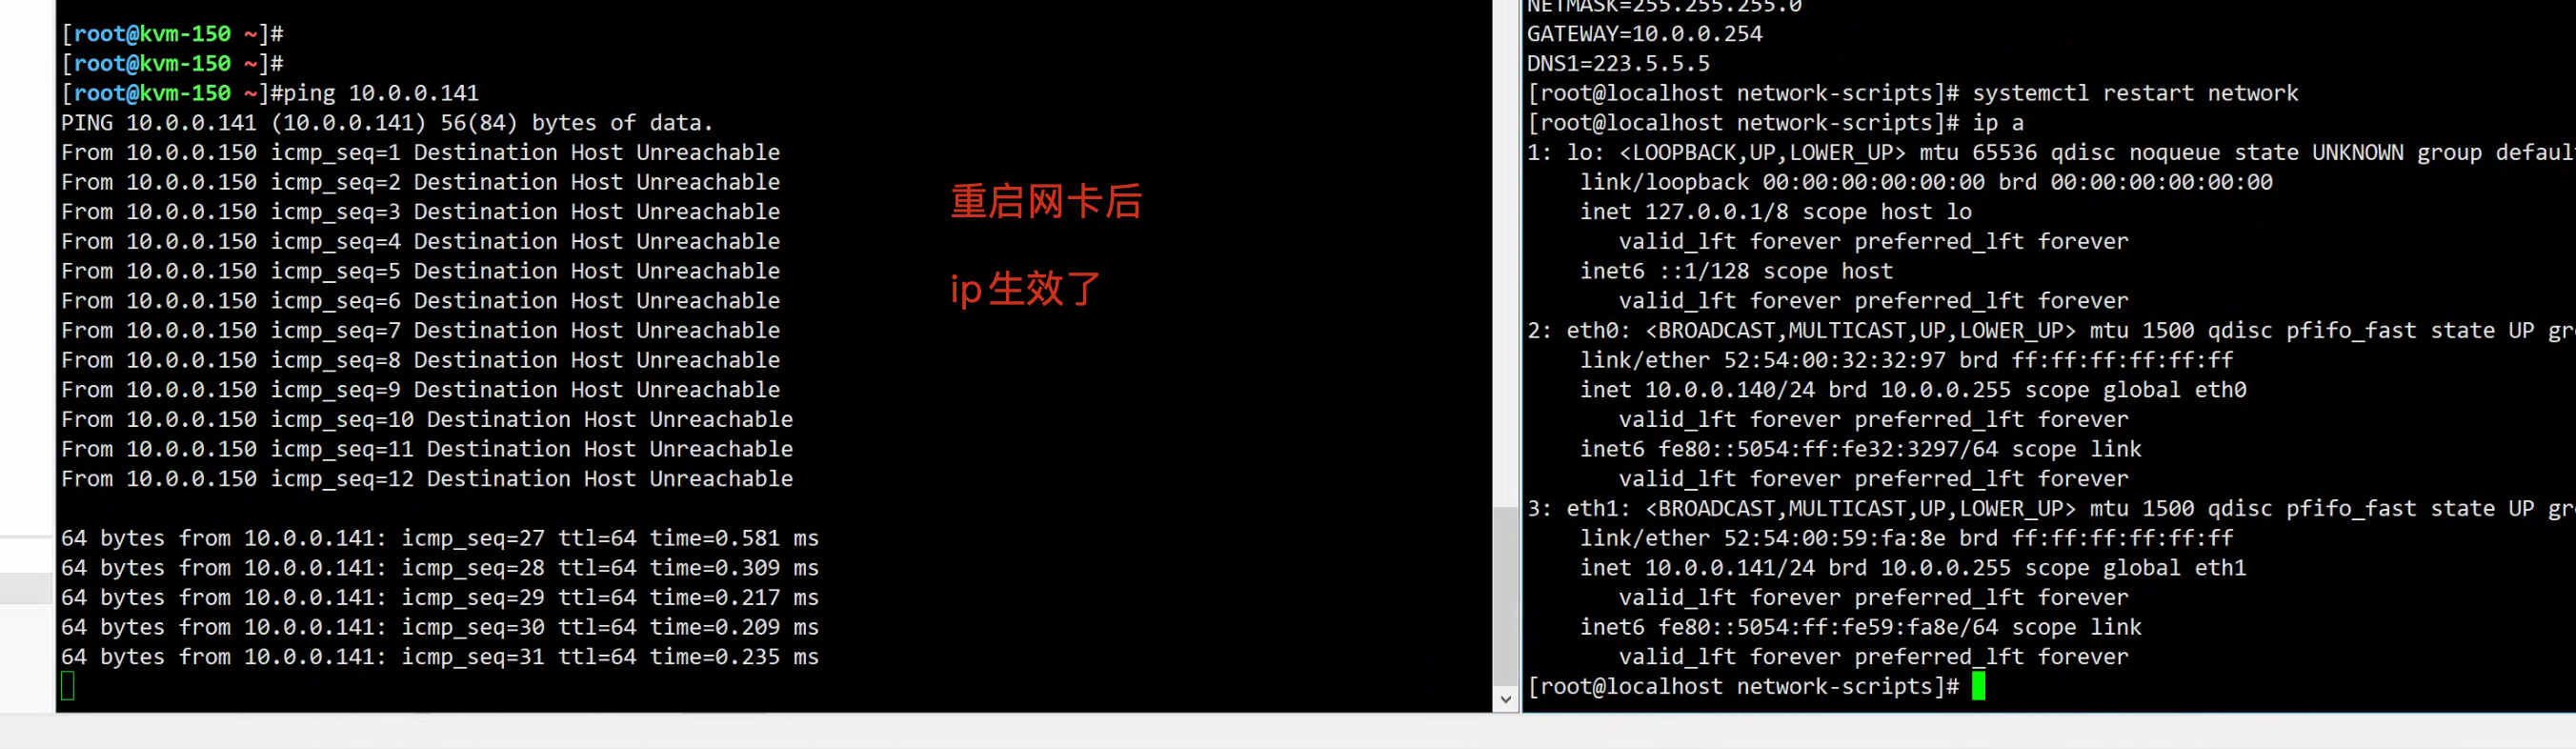 [root@kvm-150 ~]#
[root@kvm-150 ~]#
[root@kvm-150 ~]#ping 10.0.0.141
PING 10.0.0.141 (10.0.0.141) 56(84) bytes of data.
From 10.0.0.150 icmp_seq=1 Destination Host Unreachable
From 10.0.0.150 icmp_seq=2 Destination Host Unreachable
From 10.0.0.150 icmp_seq=3 Destination Host Unreachable
From 10.0.0.150 icmp_seq=4 Destination Host Unreachable
From 10.0.0.150 icmp_seq=5 Destination Host Unreachable
From 10.0.0.150 icmp_seq=6 Destination Host Unreachable
From 10.0.0.150 icmp_seq=7 Destination Host Unreachable
From 10.0.0.150 icmp_seq=8 Destination Host Unreachable
From 10.0.0.150 icmp_seq=9 Destination Host Unreachable
From 10.0.0.150 icmp_seq=10 Destination Host Unreachable
From 10.0.0.150 icmp_seq=11 Destination Host Unreachable
From 10.0.0.150 icmp_seq=12 Destination Host Unreachable
64 bytes from 10.0.0.141: icmp_seq=27 ttl=64 time=0.581 ms
64 bytes from 10.0.0.141: icmp_seq=28 ttl=64 time=0.309 ms
64 bytes from 10.0.0.141: icmp_seq=29 ttl=64 time=0.217 ms
64 bytes from 10.0.0.141: icmp_seq=30 ttl=64 time=0.209 ms
64 bytes from 10.0.0.141: icmp_seq=31 ttl=64 time=0.235 ms
重启网卡后
ip生效了
NETMASK=255.255.255.0
GATEWAY=10.0.0.254
DNS1=223.5.5.5
[root@localhost network-scripts]# systemctl restart network
[root@localhost network-scripts]# ip a
1: lo: <LOOPBACK,UP,LOWER_UP> mtu 65536 qdisc noqueue state UNKNOWN group defaul
link/loopback 00:00:00:00:00:00 brd 00:00:00:00:00:00
inet 127.0.0.1/8 scope host lo
valid_lft forever preferred_lft forever
inet6 ::1/128 scope host
valid_lft forever preferred_lft forever
2: eth0: <BROADCAST,MULTICAST,UP,LOWER_UP> mtu 1500 qdisc pfifo_fast state UP gr
link/ether 52:54:00:32:32:97 brd ff:ff:ff:ff:ff:ff
inet 10.0.0.140/24 brd 10.0.0.255 scope global eth0
valid_lft forever preferred_lft forever
inet6 fe80::5054:ff:fe32:3297/64 scope link
valid_lft forever preferred_lft forever
3: eth1: <BROADCAST,MULTICAST,UP,LOWER_UP> mtu 1500 qdisc pfifo_fast state UP gr
link/ether 52:54:00:59:fa:8e brd ff:ff:ff:ff:ff:ff
inet 10.0.0.141/24 brd 10.0.0.255 scope global eth1
valid_lft forever preferred_lft forever
inet6 fe80::5054:ff:fe59:fa8e/64 scope link
valid_lft forever preferred_lft forever
[root@localhost network-scripts]#